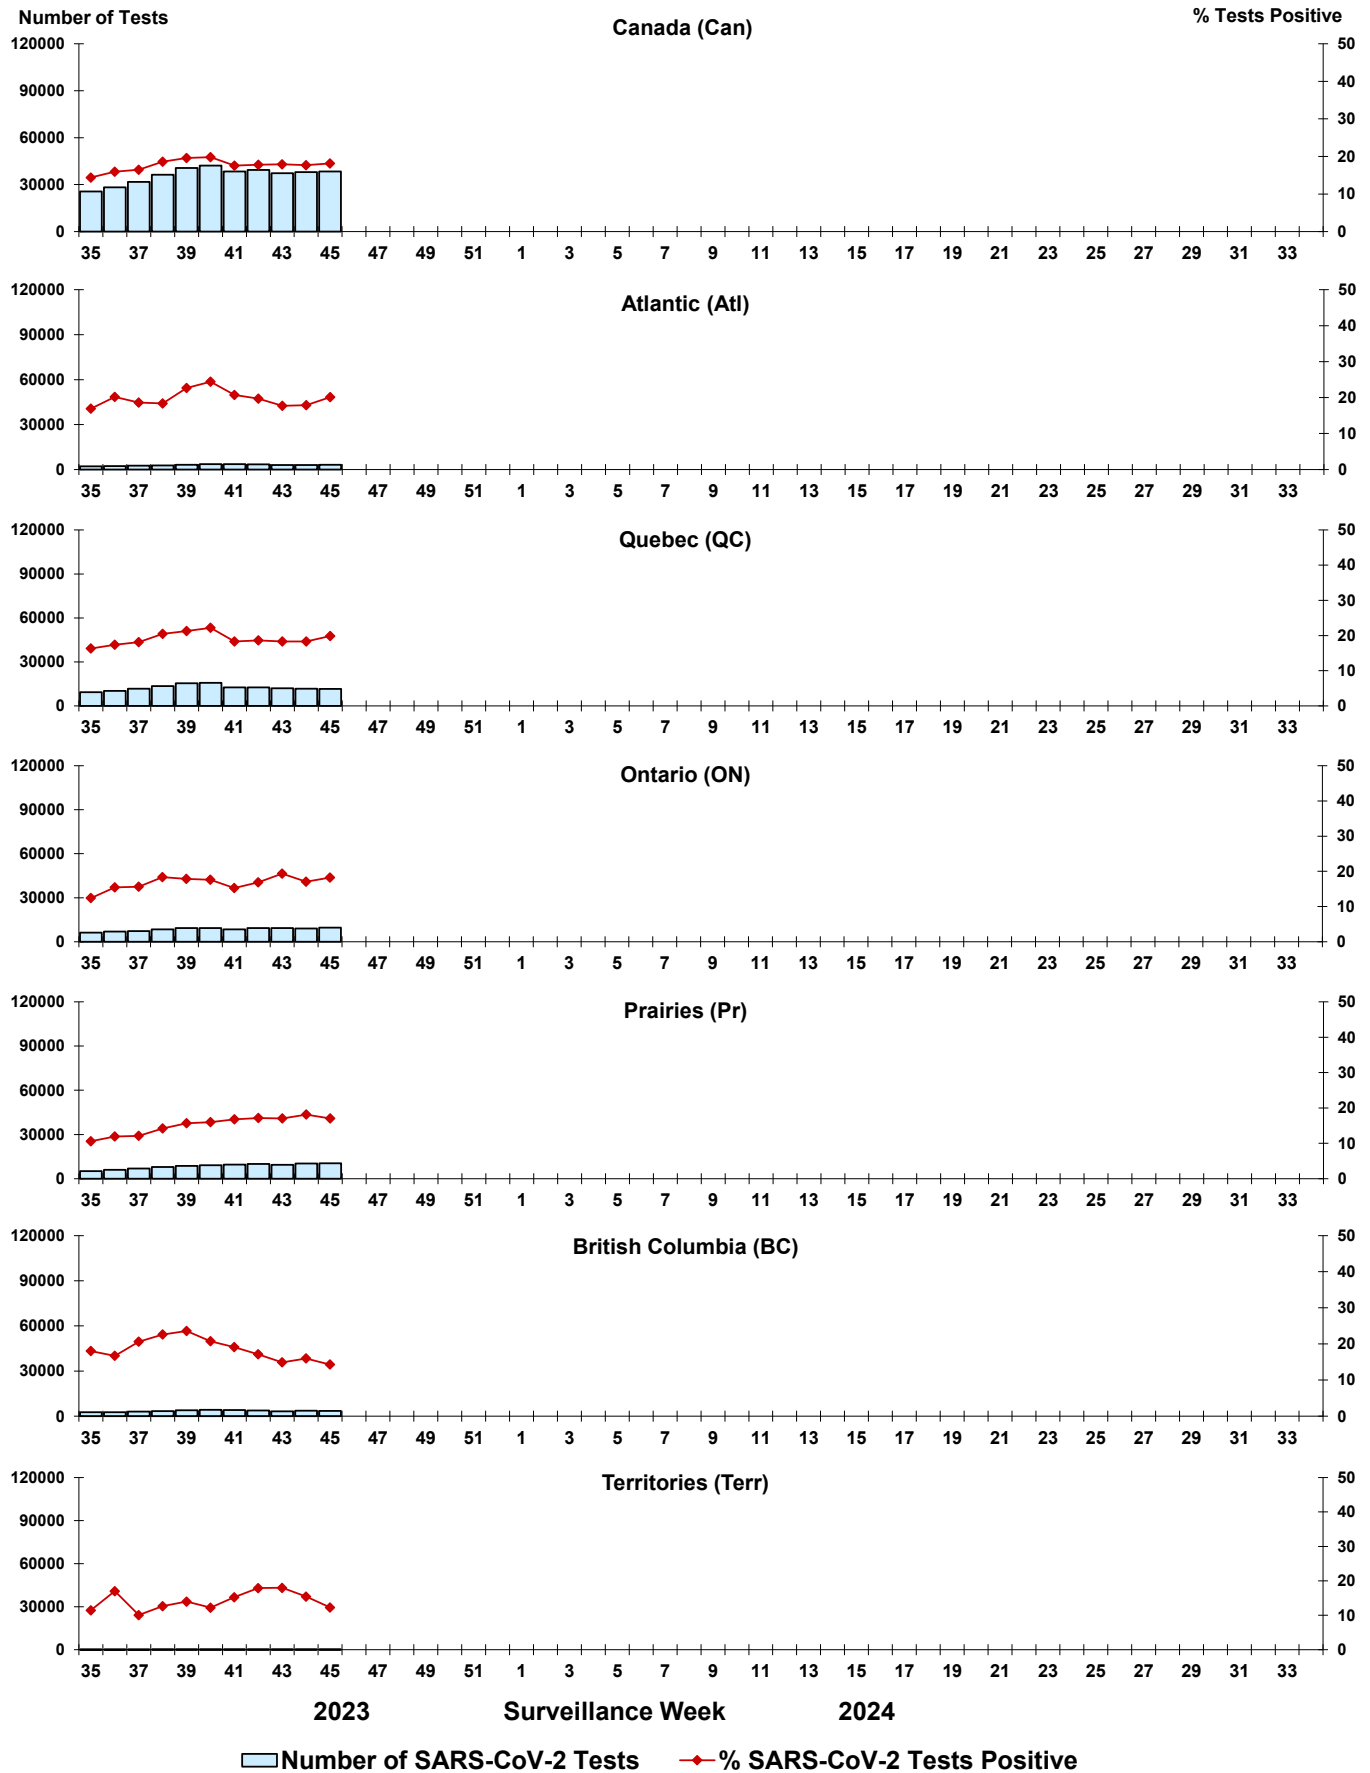 Number of Tests
% Tests Positive
Canada (Can)
120000 50
90000 40
60000 30
30000 20
0 10
0
35 37 39 41 43 45 47 49 51 1 3 5 7 9 11 13 15 17 19 21 23 25 27 29 31 33
Atlantic (Atl)
120000 50
90000 40
60000 30
30000 20
0 10
0
35 37 39 41 43 45 47 49 51 1 3 5 7 9 11 13 15 17 19 21 23 25 27 29 31 33
Quebec (QC)
120000 50
90000 40
60000 30
30000 20
0 10
0
35 37 39 41 43 45 47 49 51 1 3 5 7 9 11 13 15 17 19 21 23 25 27 29 31 33
Ontario (ON)
120000 50
90000 40
60000 30
30000 20
0 10
0
35 37 39 41 43 45 47 49 51 1 3 5 7 9 11 13 15 17 19 21 23 25 27 29 31 33
Prairies (Pr)
120000 50
90000 40
60000 30
30000 20
0 10
0
35 37 39 41 43 45 47 49 51 1 3 5 7 9 11 13 15 17 19 21 23 25 27 29 31 33
British Columbia (BC)
120000 50
90000 40
60000 30
30000 20
0 10
0
35 37 39 41 43 45 47 49 51 1 3 5 7 9 11 13 15 17 19 21 23 25 27 29 31 33
Territories (Terr)
120000 50
90000 40
60000 30
30000 20
0 10
0
35 37 39 41 43 45 47 49 51 1 3 5 7 9 11 13 15 17 19 21 23 25 27 29 31 33
2023 Surveillance Week 2024
Number of SARS-CoV-2 Tests % SARS-CoV-2 Tests Positive